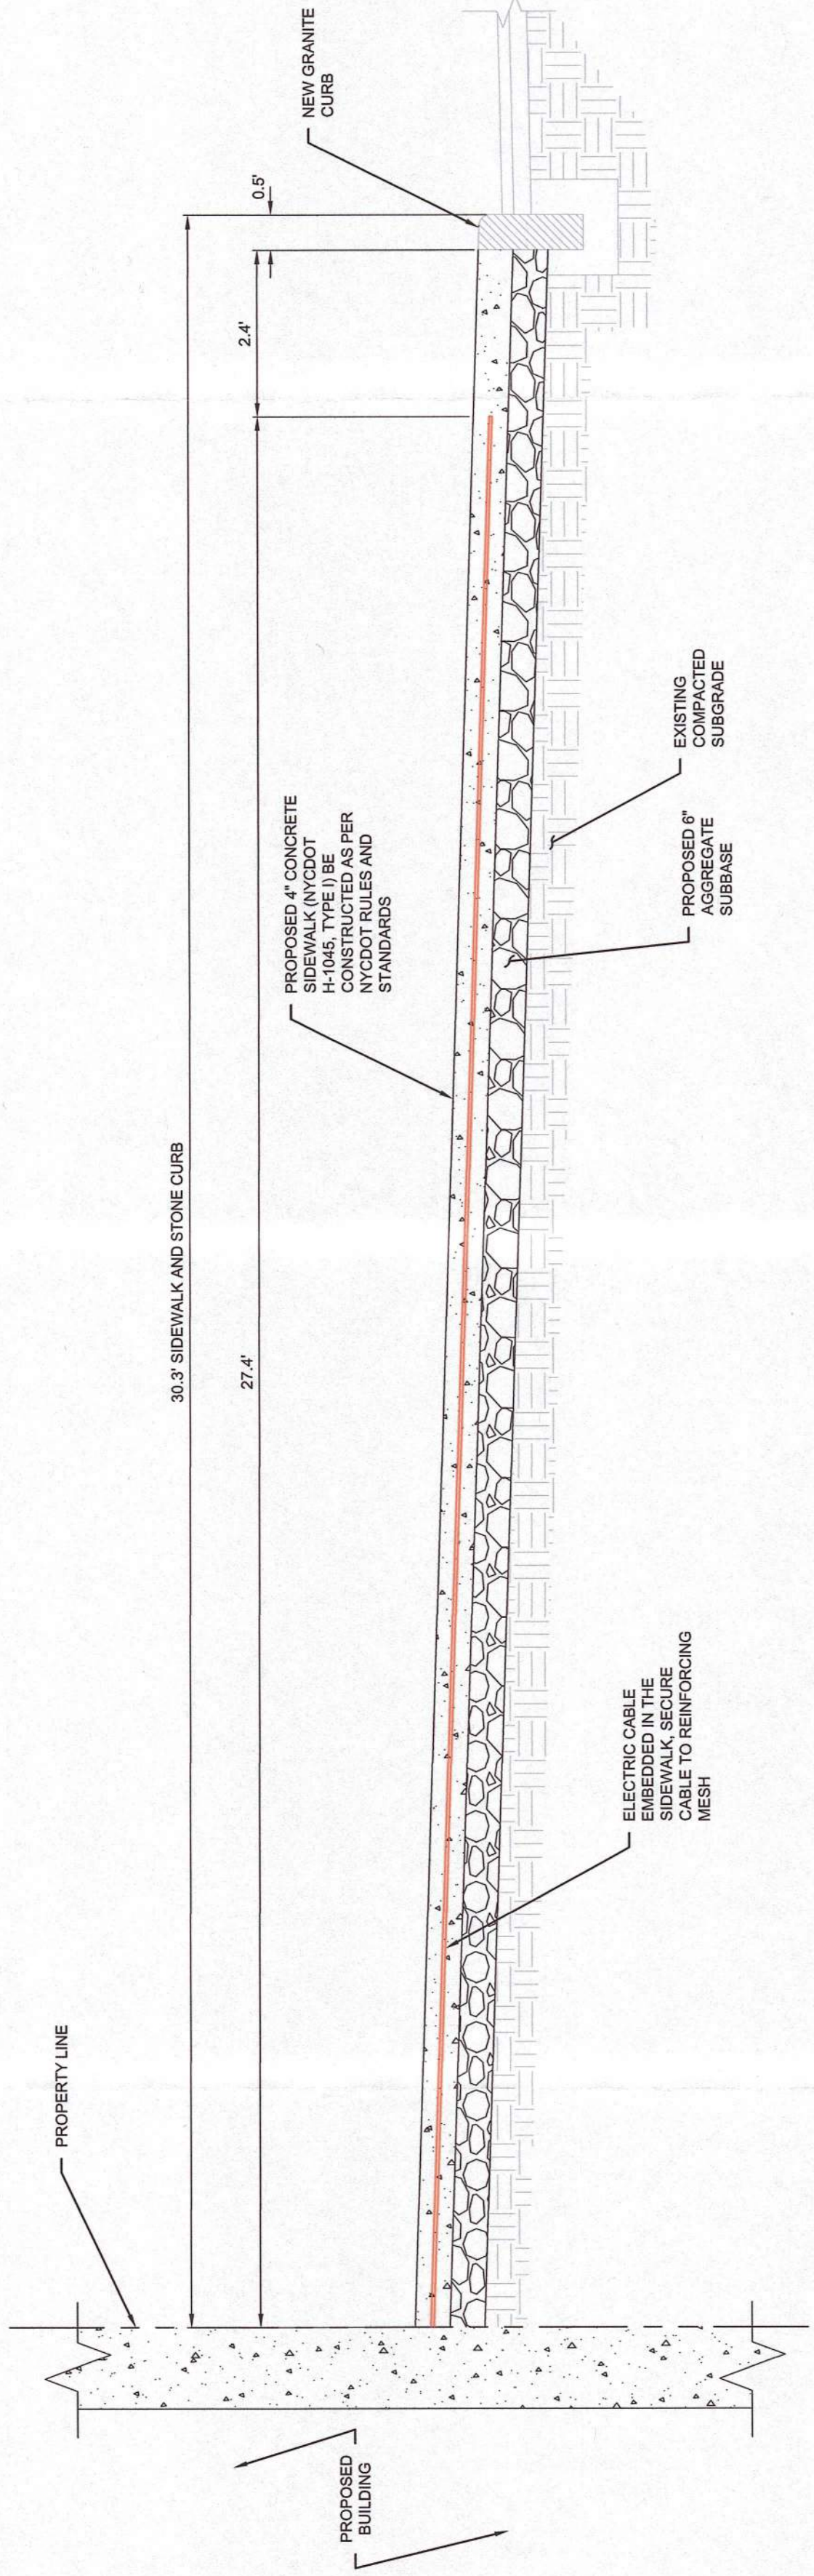 PROPERTY LINE
30.3' SIDEWALK AND STONE CURB
27.4'
2.4'
0.5'
NEW GRANITE
CURB
PROPOSED 4" CONCRETE
SIDEWALK (NYCDOT
H-1045, TYPE I) BE
CONSTRUCTED AS PER
NYCDOT RULES AND
STANDARDS
PROPOSED
BUILDING
ELECTRIC CABLE
EMBEDDED IN THE
SIDEWALK, SECURE
CABLE TO REINFORCING
MESH
PROPOSED 6"
AGGREGATE
SUBBASE
EXISTING
COMPACTED
SUBGRADE